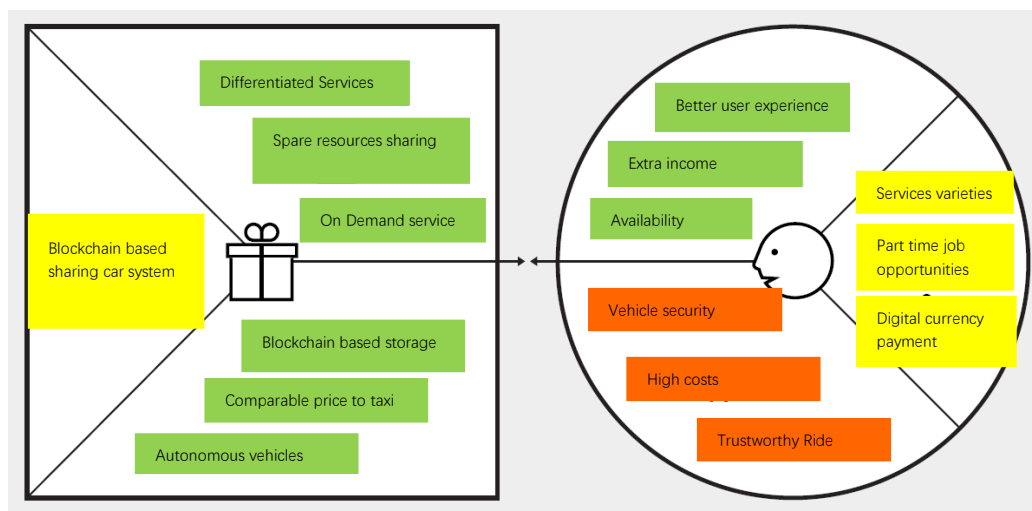 Differentiated Services
Spare resources sharing
On Demand service
Blockchain based
sharing car system
Blockchain based storage
Comparable price to taxi
Autonomous vehicles
Better user experience
Extra income
Availability
Services varieties
Part time job
opportunities
Digital currency
payment
Vehicle security
High costs
Trustworthy Ride